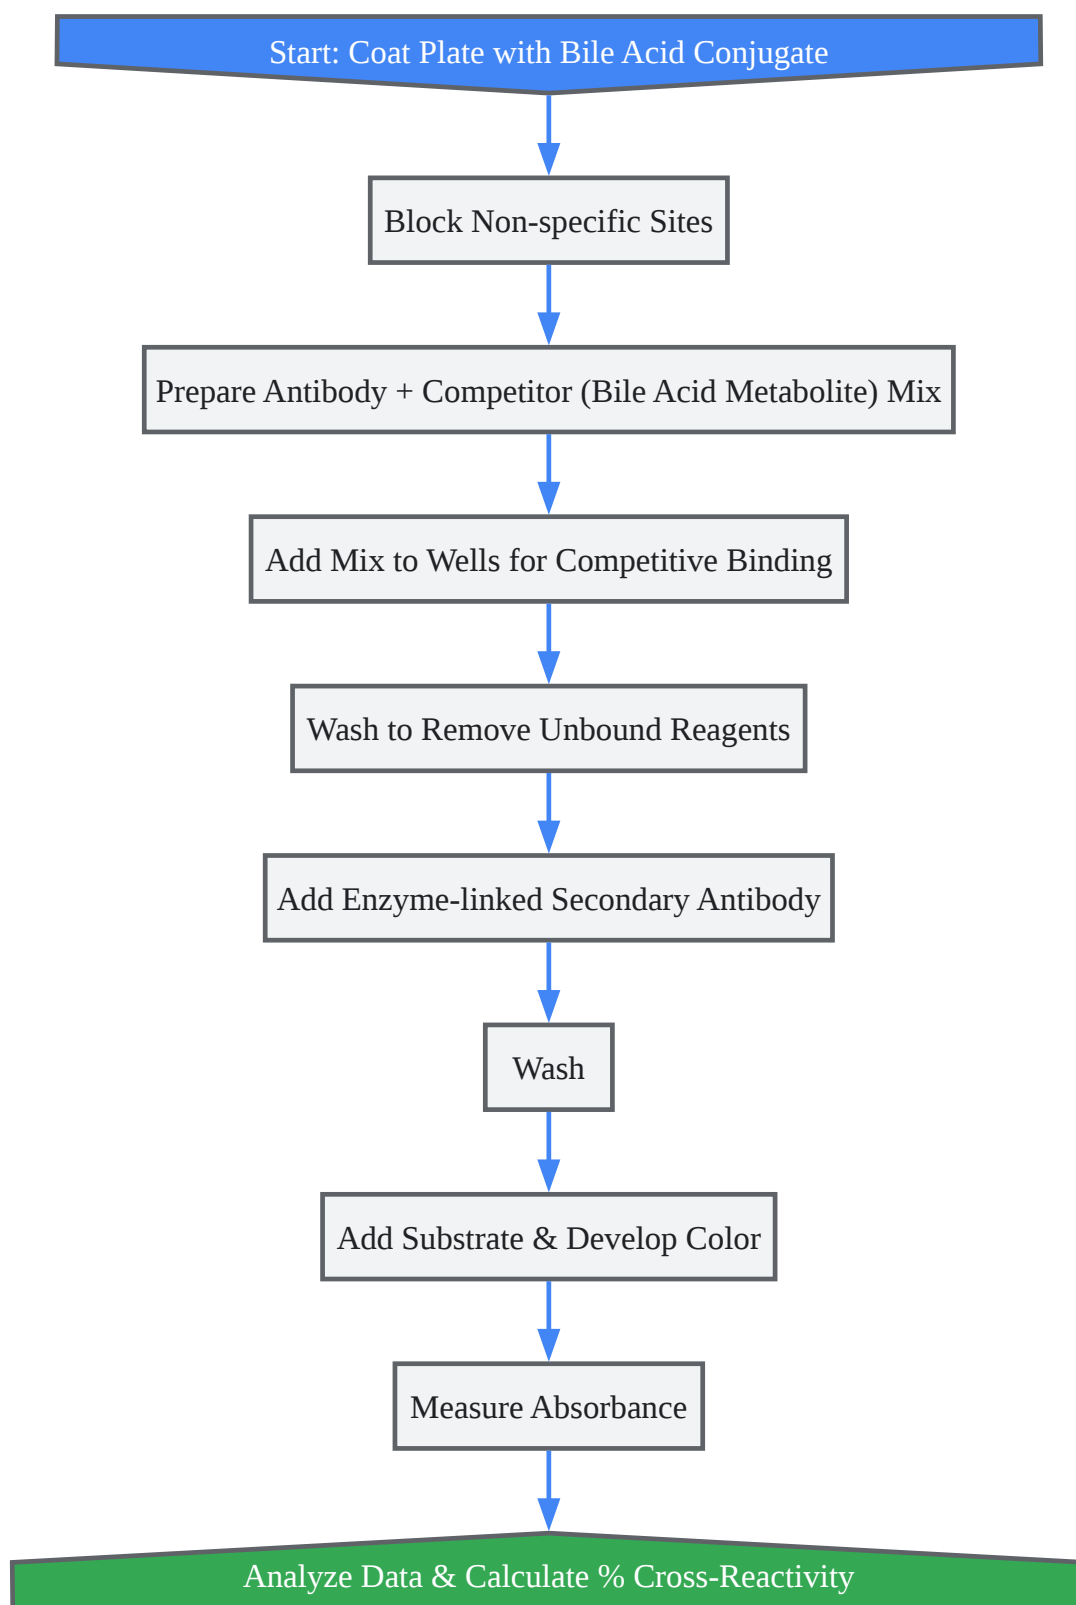 Start: Coat Plate with Bile Acid Conjugate
Block Non-specific Sites
Prepare Antibody + Competitor (Bile Acid Metabolite) Mix
Add Mix to Wells for Competitive Binding
Wash to Remove Unbound Reagents
Add Enzyme-linked Secondary Antibody
Wash
Add Substrate & Develop Color
Measure Absorbance
Analyze Data & Calculate % Cross-Reactivity